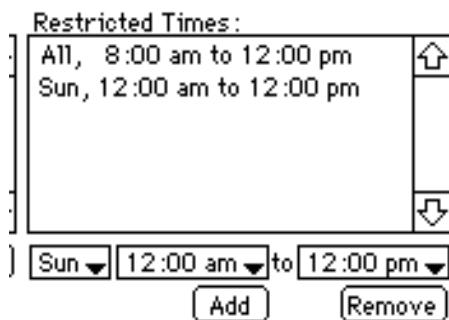 Restricted Times:
All, 8:00 am to 12:00 pm
Sun, 12:00 am to 12:00 pm
Sun 12:00 am to 12:00 pm
Add Remove